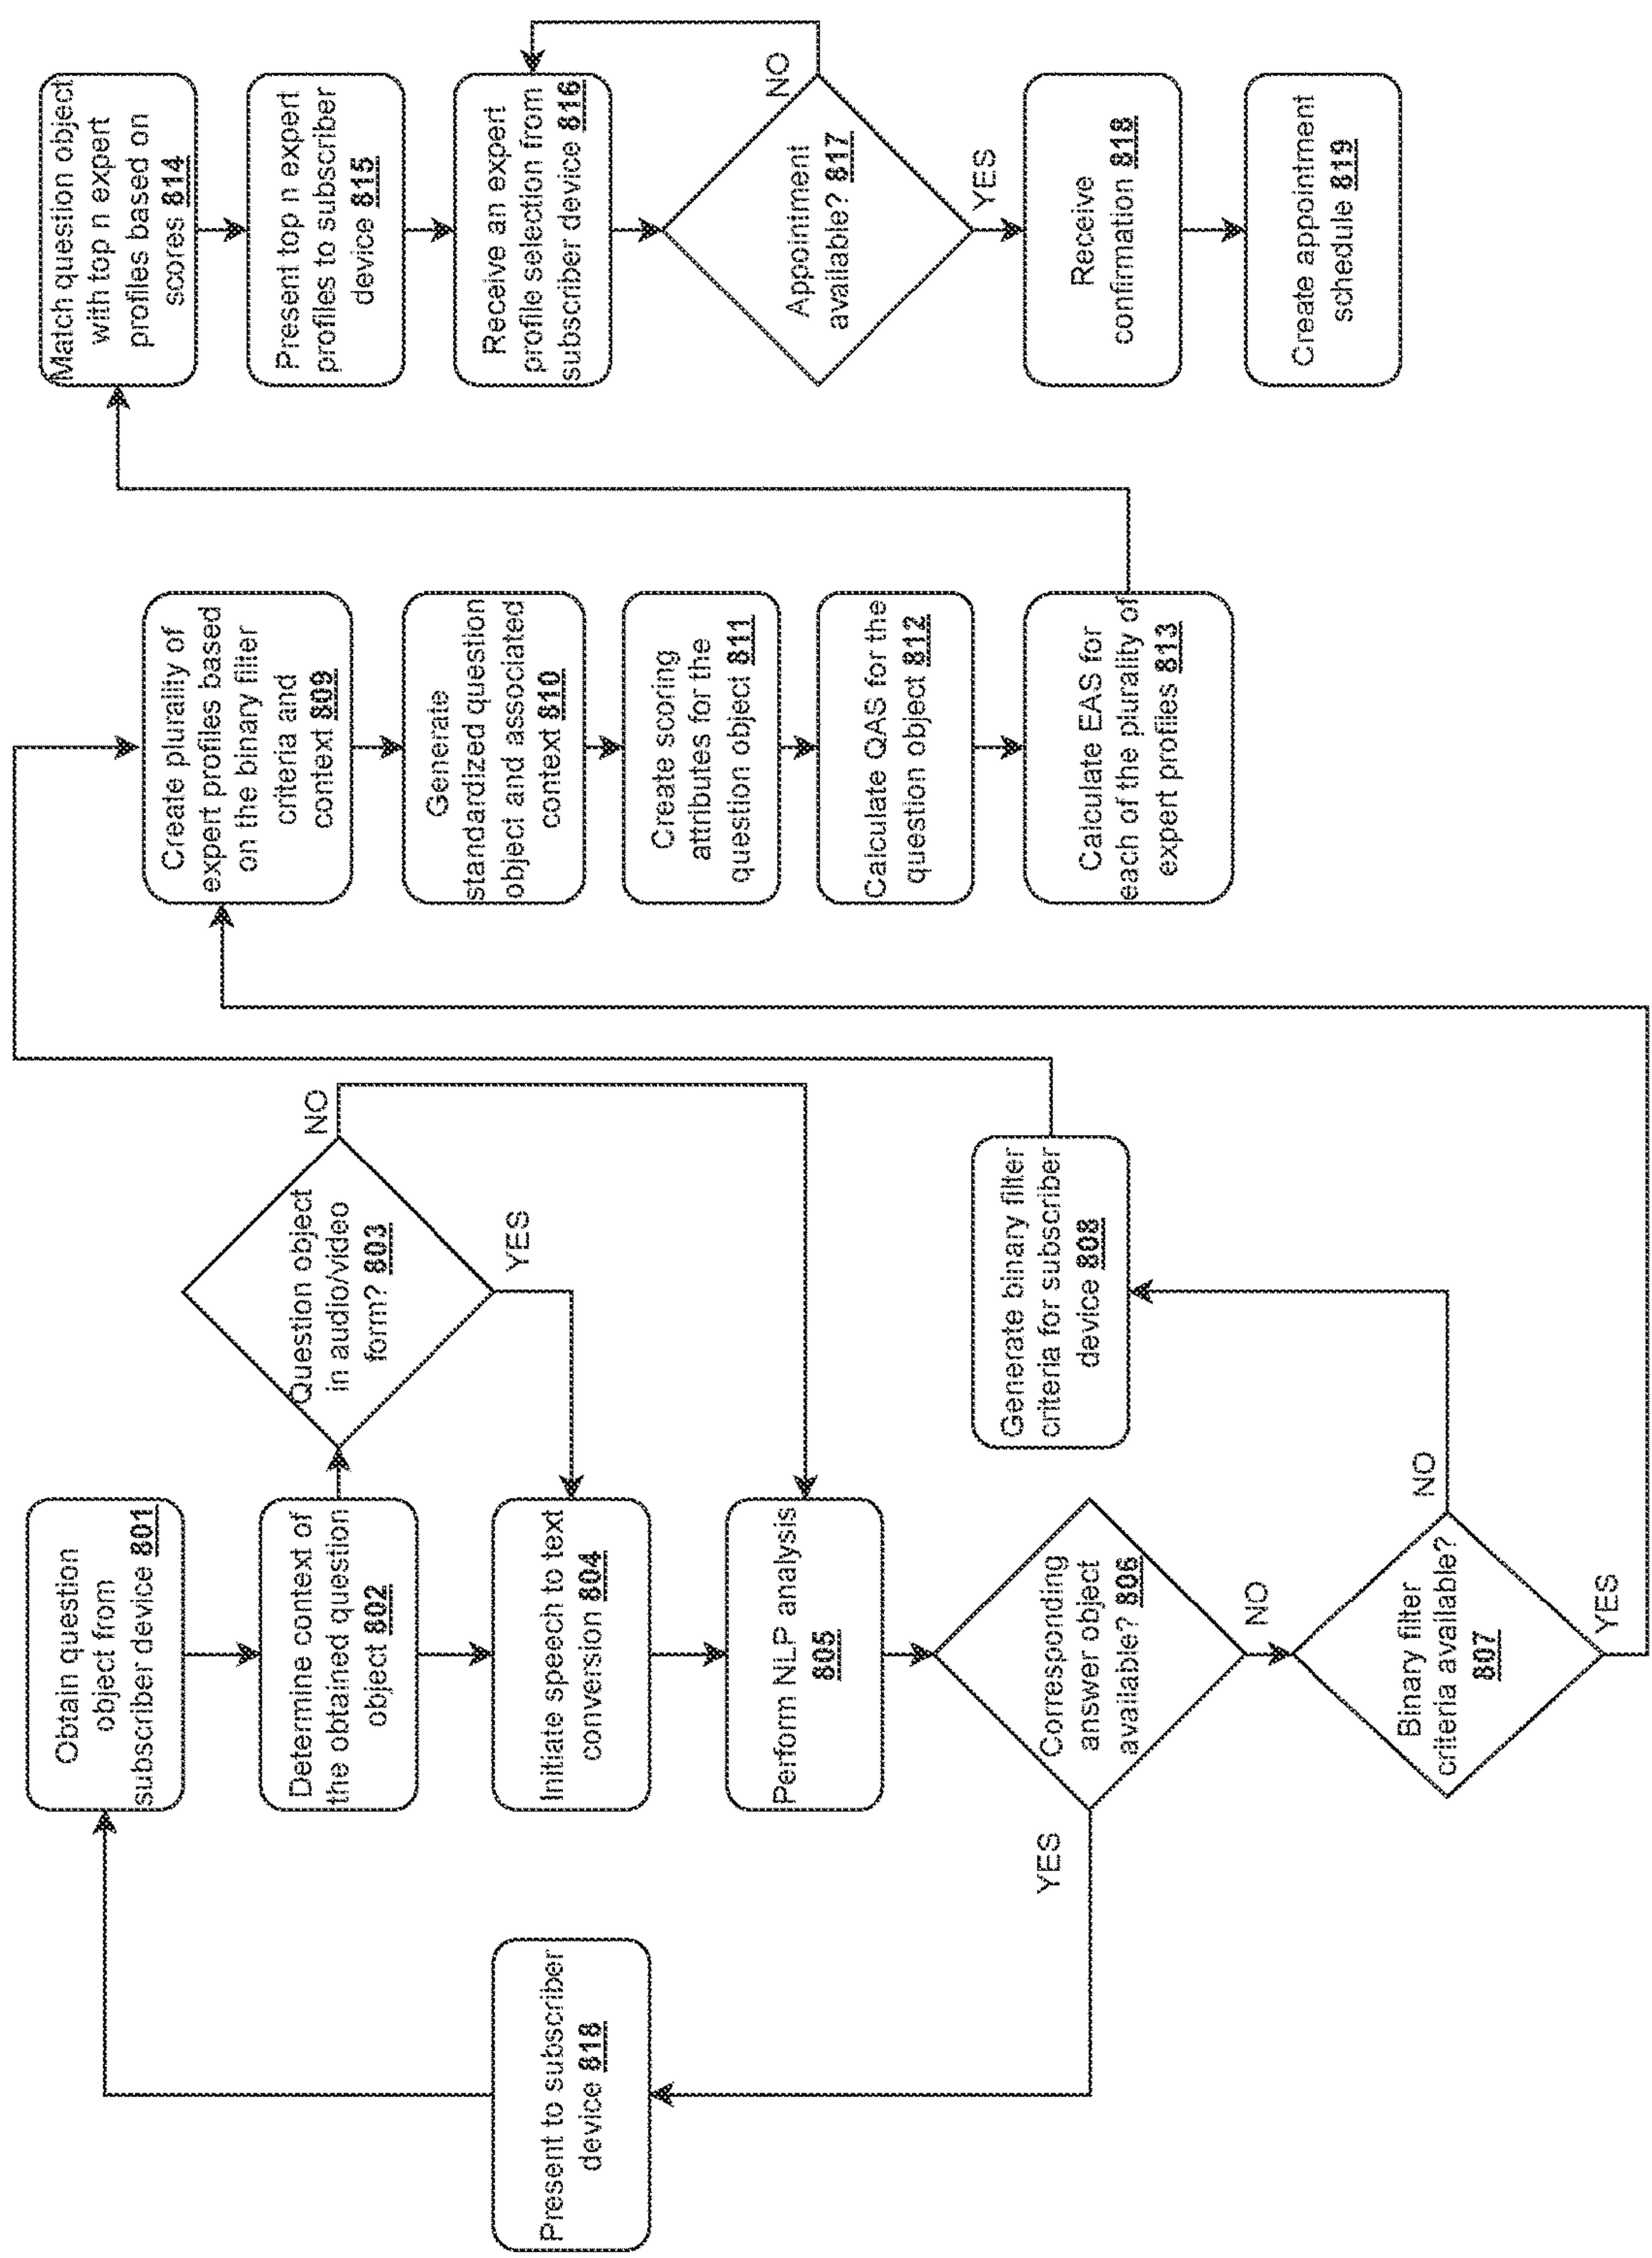 Obtain question
object from
subscriber device 801
Determine context of
the obtained question
object 802
Question object
in audio/video
form? 803
NO
YES
Initiate speech to text
conversion 804
Perform NLP analysis
805
Corresponding
answer object
available? 806
YES
NO
Present to subscriber
device 818
Binary filter
criteria available?
807
NO
YES
Generate binary filter
criteria for subscriber
device 808
Create plurality of
expert profiles based
on the binary filter
criteria and
context 809
Generate
standardized question
object and associated
context 810
Create scoring
attributes for the
question object 811
Calculate QAS for the
question object 812
Calculate EAS for
each of the plurality of
expert profiles 813
Match question object
with top n expert
profiles based on
scores 814
Present top n expert
profiles to subscriber
device 815
Receive an expert
profile selection from
subscriber device 816
Appointment
available? 817
NO
YES
Receive
confirmation 818
Create appointment
schedule 819